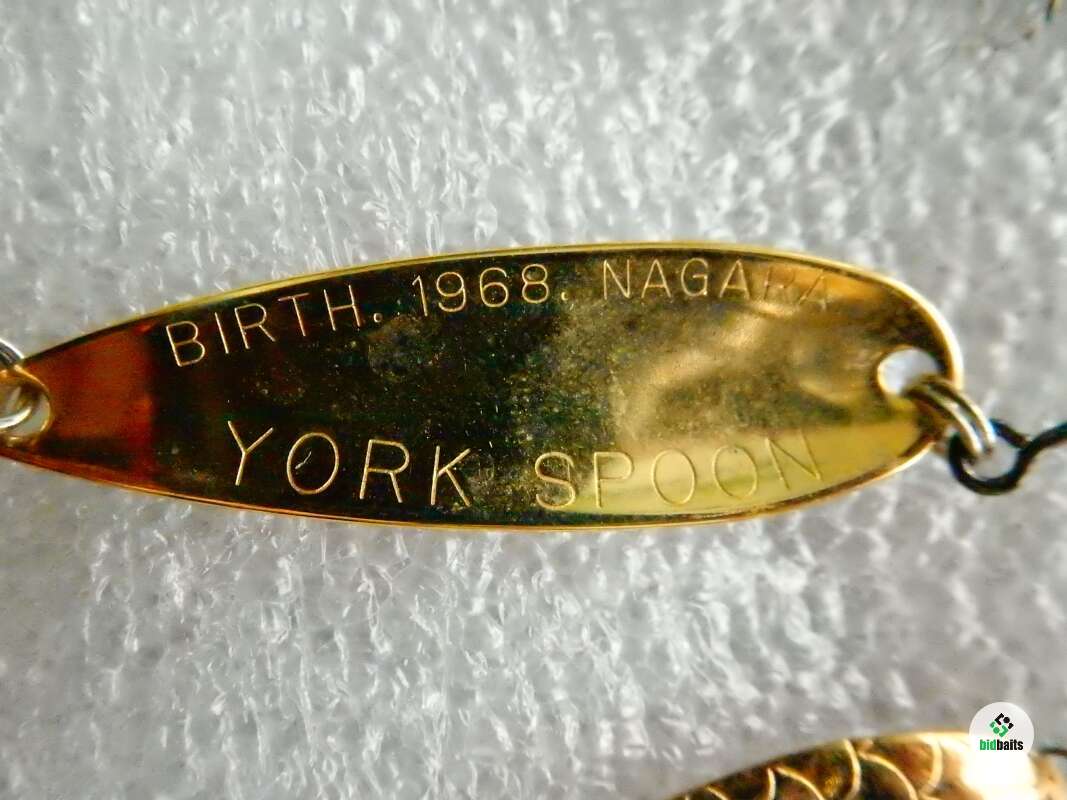 BIRTH. 1968. NAGARA
YORK SPOON
bidbaits